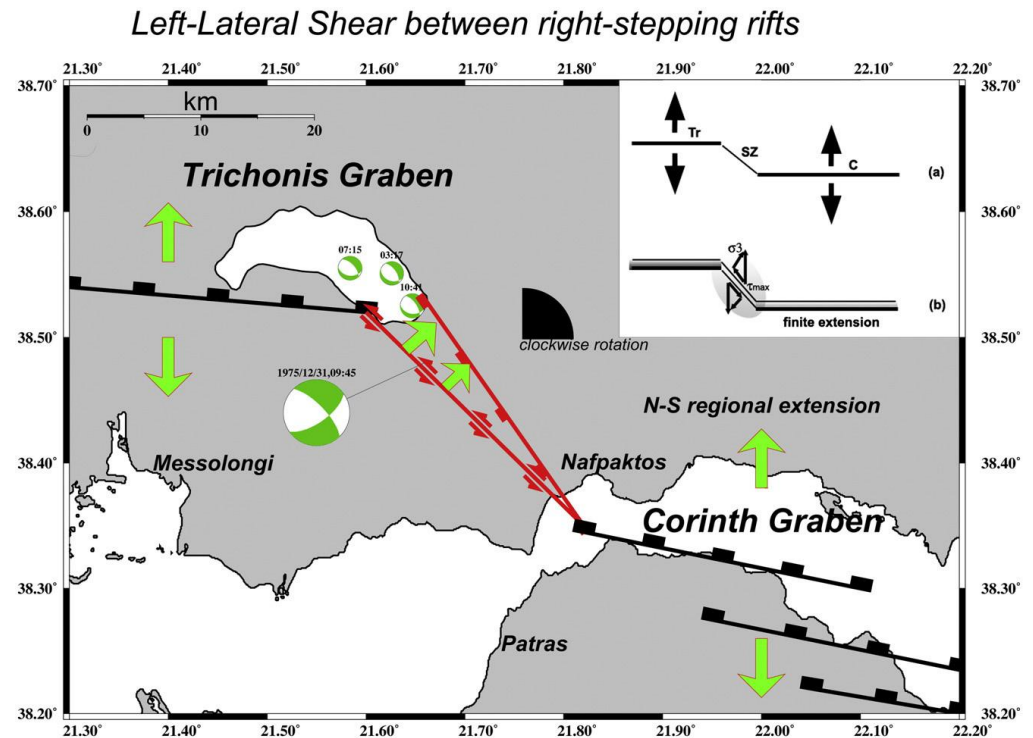 Left-Lateral Shear between right-stepping rifts
21.30° 21.40° 21.50° 21.60° 21.70° 21.80° 21.90° 22.00° 22.10° 22.20°
38.70° 38.70°
km
0 10 20
Tr
SZ
C
(a)
Trichonis Graben
38.60° 38.60°
07:15
03:17
10:41
σ3
τmax
(b)
finite extension
38.50° 38.50°
clockwise rotation
1975/12/31,09:45
N-S regional extension
38.40° 38.40°
Messolongi
Nafpaktos
Corinth Graben
38.30° 38.30°
Patras
38.20° 38.20°
21.30° 21.40° 21.50° 21.60° 21.70° 21.80° 21.90° 22.00° 22.10° 22.20°